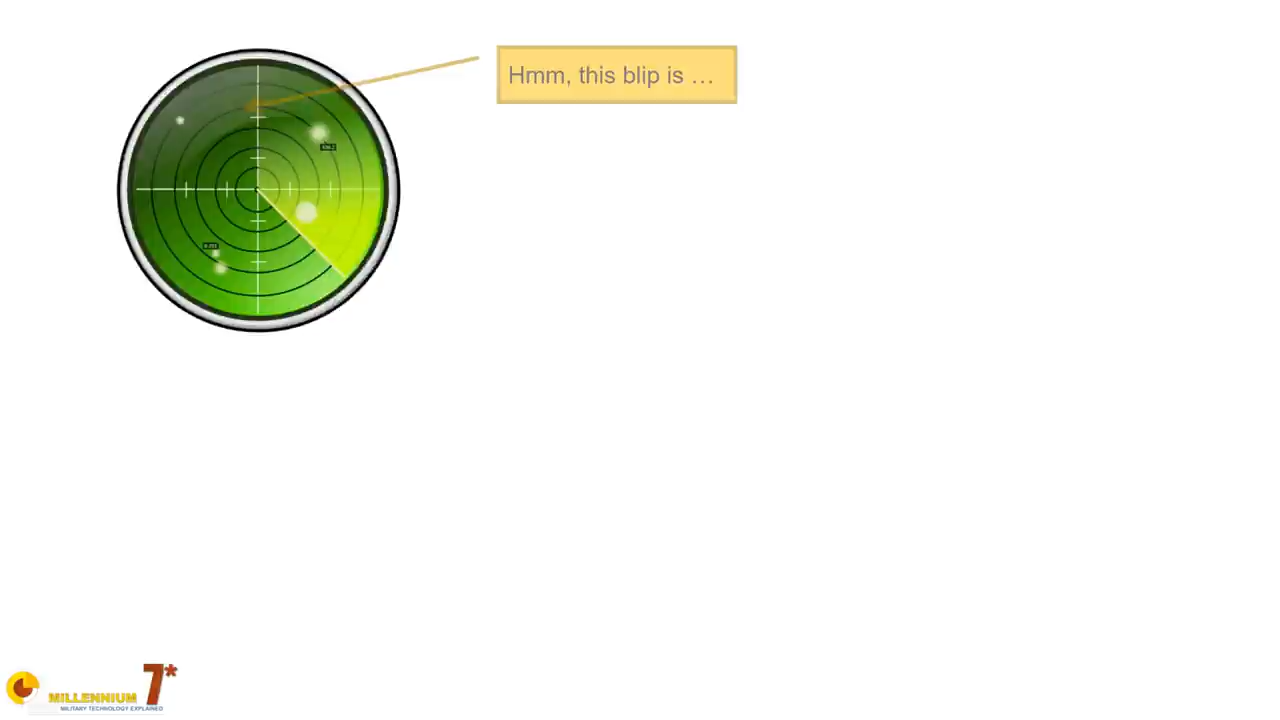 Hmm, this blip is …
7*
MILLENNIUM
MILITARY TECHNOLOGY EXPLAINED